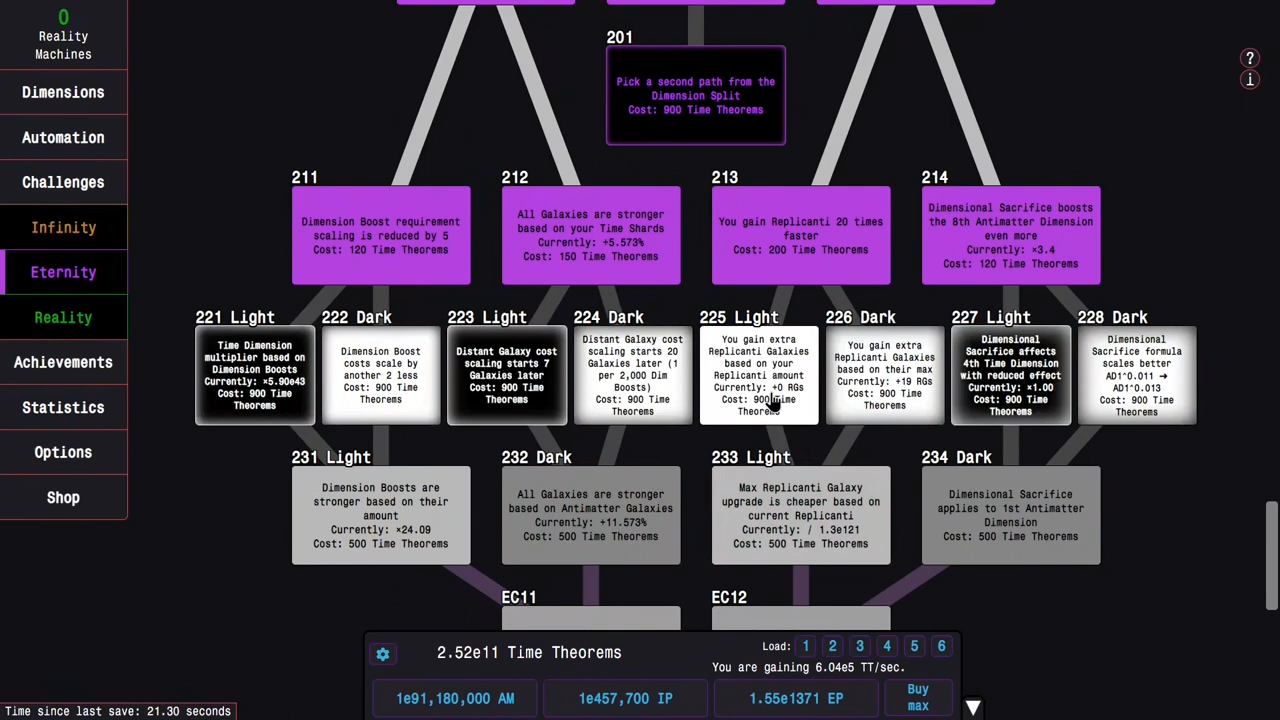 0
Reality
Machines
Dimensions
Automation
Challenges
Infinity
Eternity
Reality
Achievements
Statistics
Options
Shop
Time since last save: 21.30 seconds
?
i
201
Pick a second path from the
Dimension Split
Cost: 900 Time Theorems
211
Dimension Boost requirement
scaling is reduced by 5
Cost: 120 Time Theorems
212
All Galaxies are stronger
based on your Time Shards
Currently: +5.573%
Cost: 150 Time Theorems
213
You gain Replicanti 20 times
faster
Cost: 200 Time Theorems
214
Dimensional Sacrifice boosts
the 8th Antimatter Dimension
even more
Currently: ×3.4
Cost: 120 Time Theorems
221 Light
Time Dimension
multiplier based on
Dimension Boosts
Currently: ×5.90e43
Cost: 900 Time
Theorems
222 Dark
Dimension Boost
costs scale by
another 2 less
Cost: 900 Time
Theorems
223 Light
Distant Galaxy cost
scaling starts 7
Galaxies later
Cost: 900 Time
Theorems
224 Dark
Distant Galaxy cost
scaling starts 20
Galaxies later (1
per 2,000 Dim
Boosts)
Cost: 900 Time
Theorems
225 Light
You gain extra
Replicanti Galaxies
based on your
Replicanti amount
Currently: +0 RGs
Cost: 900 Time
Theorems
226 Dark
You gain extra
Replicanti Galaxies
based on their max
Currently: +19 RGs
Cost: 900 Time
Theorems
227 Light
Dimensional
Sacrifice affects
4th Time Dimension
with reduced effect
Currently: ×1.00
Cost: 900 Time
Theorems
228 Dark
Dimensional
Sacrifice formula
scales better
AD1^0.011 →
AD1^0.013
Cost: 900 Time
Theorems
231 Light
Dimension Boosts are
stronger based on their
amount
Currently: ×24.09
Cost: 500 Time Theorems
232 Dark
All Galaxies are stronger
based on Antimatter Galaxies
Currently: +11.573%
Cost: 500 Time Theorems
233 Light
Max Replicanti Galaxy
upgrade is cheaper based on
current Replicanti
Currently: / 1.3e121
Cost: 500 Time Theorems
234 Dark
Dimensional Sacrifice
applies to 1st Antimatter
Dimension
Cost: 500 Time Theorems
EC11
EC12
2.52e11 Time Theorems
Load: 1 2 3 4 5 6
You are gaining 6.04e5 TT/sec.
1e91,180,000 AM
1e457,700 IP
1.55e1371 EP
Buy
max